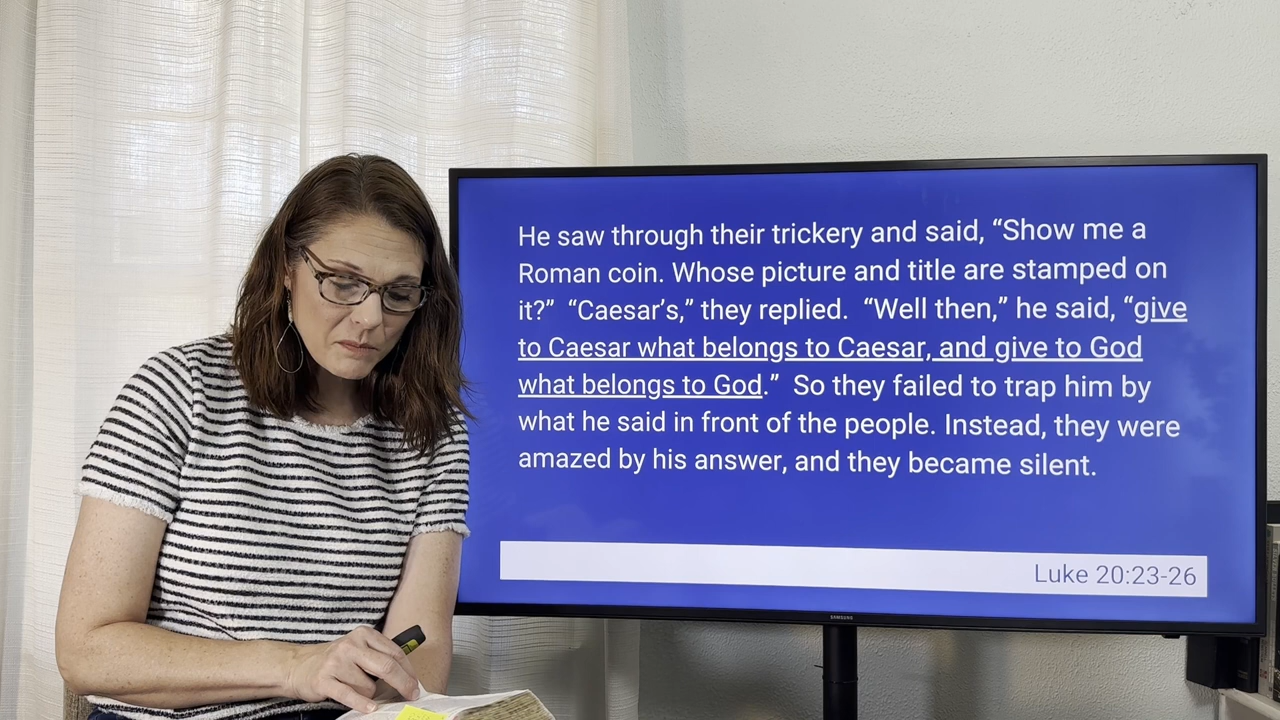 He saw through their trickery and said, “Show me a
Roman coin. Whose picture and title are stamped on
it?”  “Caesar’s,” they replied.  “Well then,” he said, “give
to Caesar what belongs to Caesar, and give to God
what belongs to God.”  So they failed to trap him by
what he said in front of the people. Instead, they were
amazed by his answer, and they became silent.
Luke 20:23-26
SAMSUNG